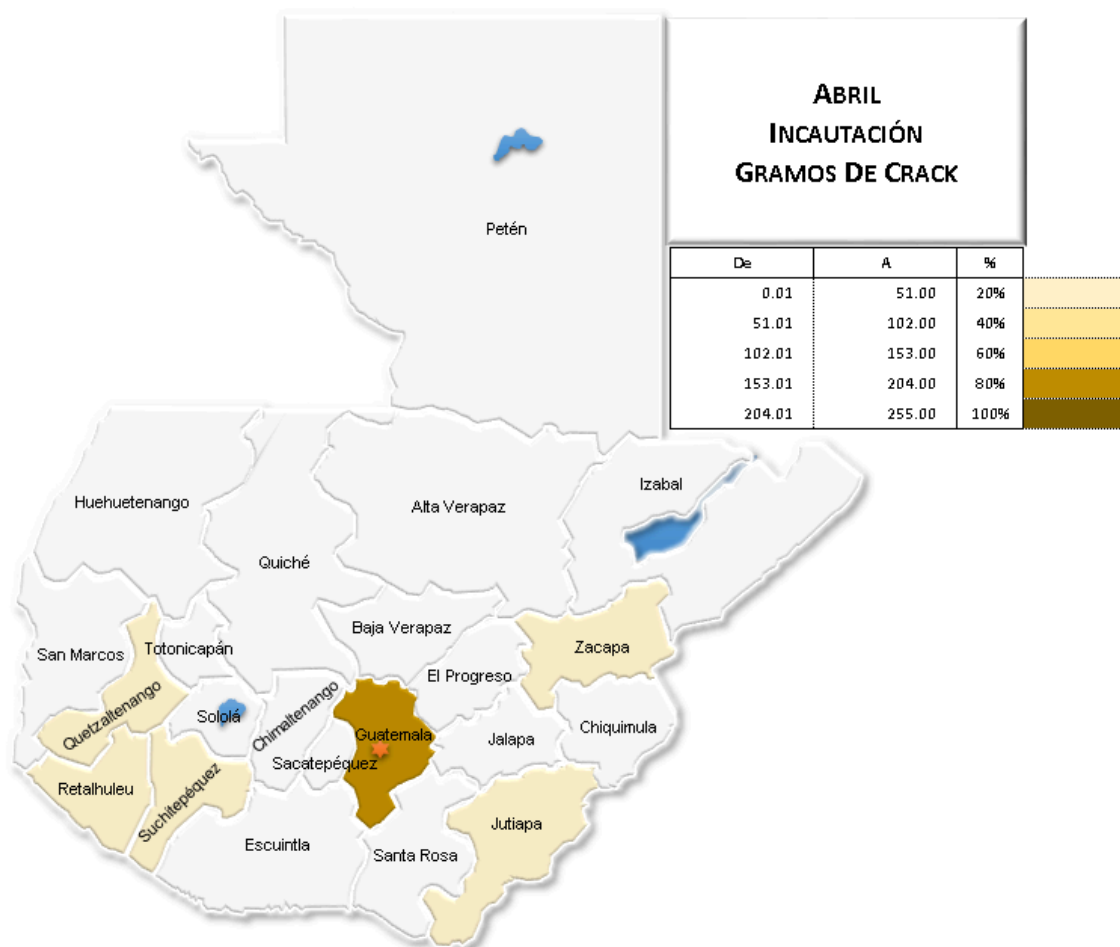 ABRIL
INCAUTACIÓN
GRAMOS DE CRACK
De A %
0.01 51.00 20%
51.01 102.00 40%
102.01 153.00 60%
153.01 204.00 80%
204.01 255.00 100%
Petén
Huehuetenango
Alta Verapaz
Izabal
Quiché
San Marcos
Totonicapán
Baja Verapaz
Zacapa
El Progreso
Quetzaltenango
Sololá
Chimaltenango
Guatemala
Jalapa
Chiquimula
Sacatepéquez
Retalhuleu
Suchitepéquez
Escuintla
Santa Rosa
Jutiapa